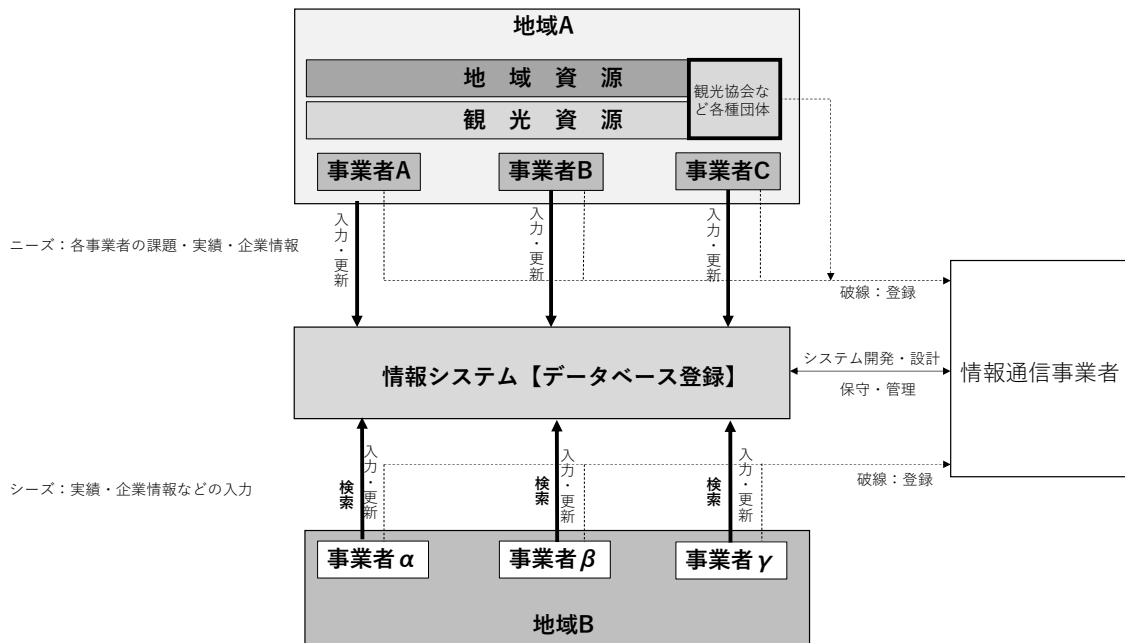 地域A
地　域　資　源
観　光　資　源
観光協会な
ど各種団体
事業者A
事業者B
事業者C
入力・更新
入力・更新
入力・更新
ニーズ：各事業者の課題・実績・企業情報
破線：登録
情報システム【データベース登録】
システム開発・設計
保守・管理
情報通信事業者
シーズ：実績・企業情報などの入力
検索
入力・更新
検索
入力・更新
検索
入力・更新
破線：登録
事業者α
事業者β
事業者γ
地域B